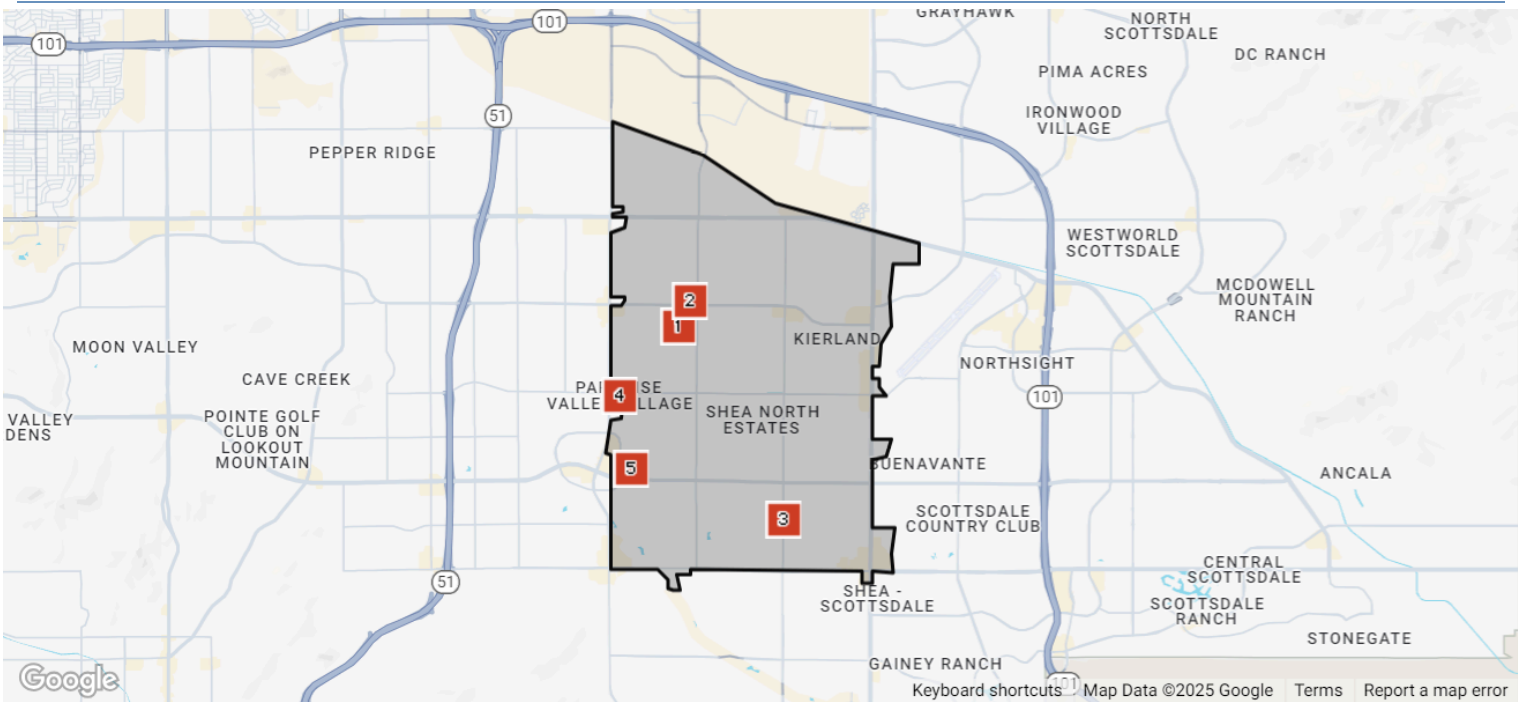 GRAYHAWK
NORTH
SCOTTSDALE
101
101
DC RANCH
PIMA ACRES
51
IRONWOOD
VILLAGE
PEPPER RIDGE
WESTWORLD
SCOTTSDALE
MCDOWELL
MOUNTAIN
RANCH
2
1
KIERLAND
MOON VALLEY
NORTHSIGHT
CAVE CREEK
4
101
VALLEY
DENS
POINTE GOLF
CLUB ON
LOOKOUT
MOUNTAIN
SHEA NORTH
ESTATES
5
BUENAVANTE
ANCALA
3
SCOTTSDALE
COUNTRY CLUB
CENTRAL
SCOTTSDALE
51
SHEA -
SCOTTSDALE
SCOTTSDALE
RANCH
STONEGATE
GAINEY RANCH
101
Google
Keyboard shortcuts Map Data ©2025 Google Terms Report a map error